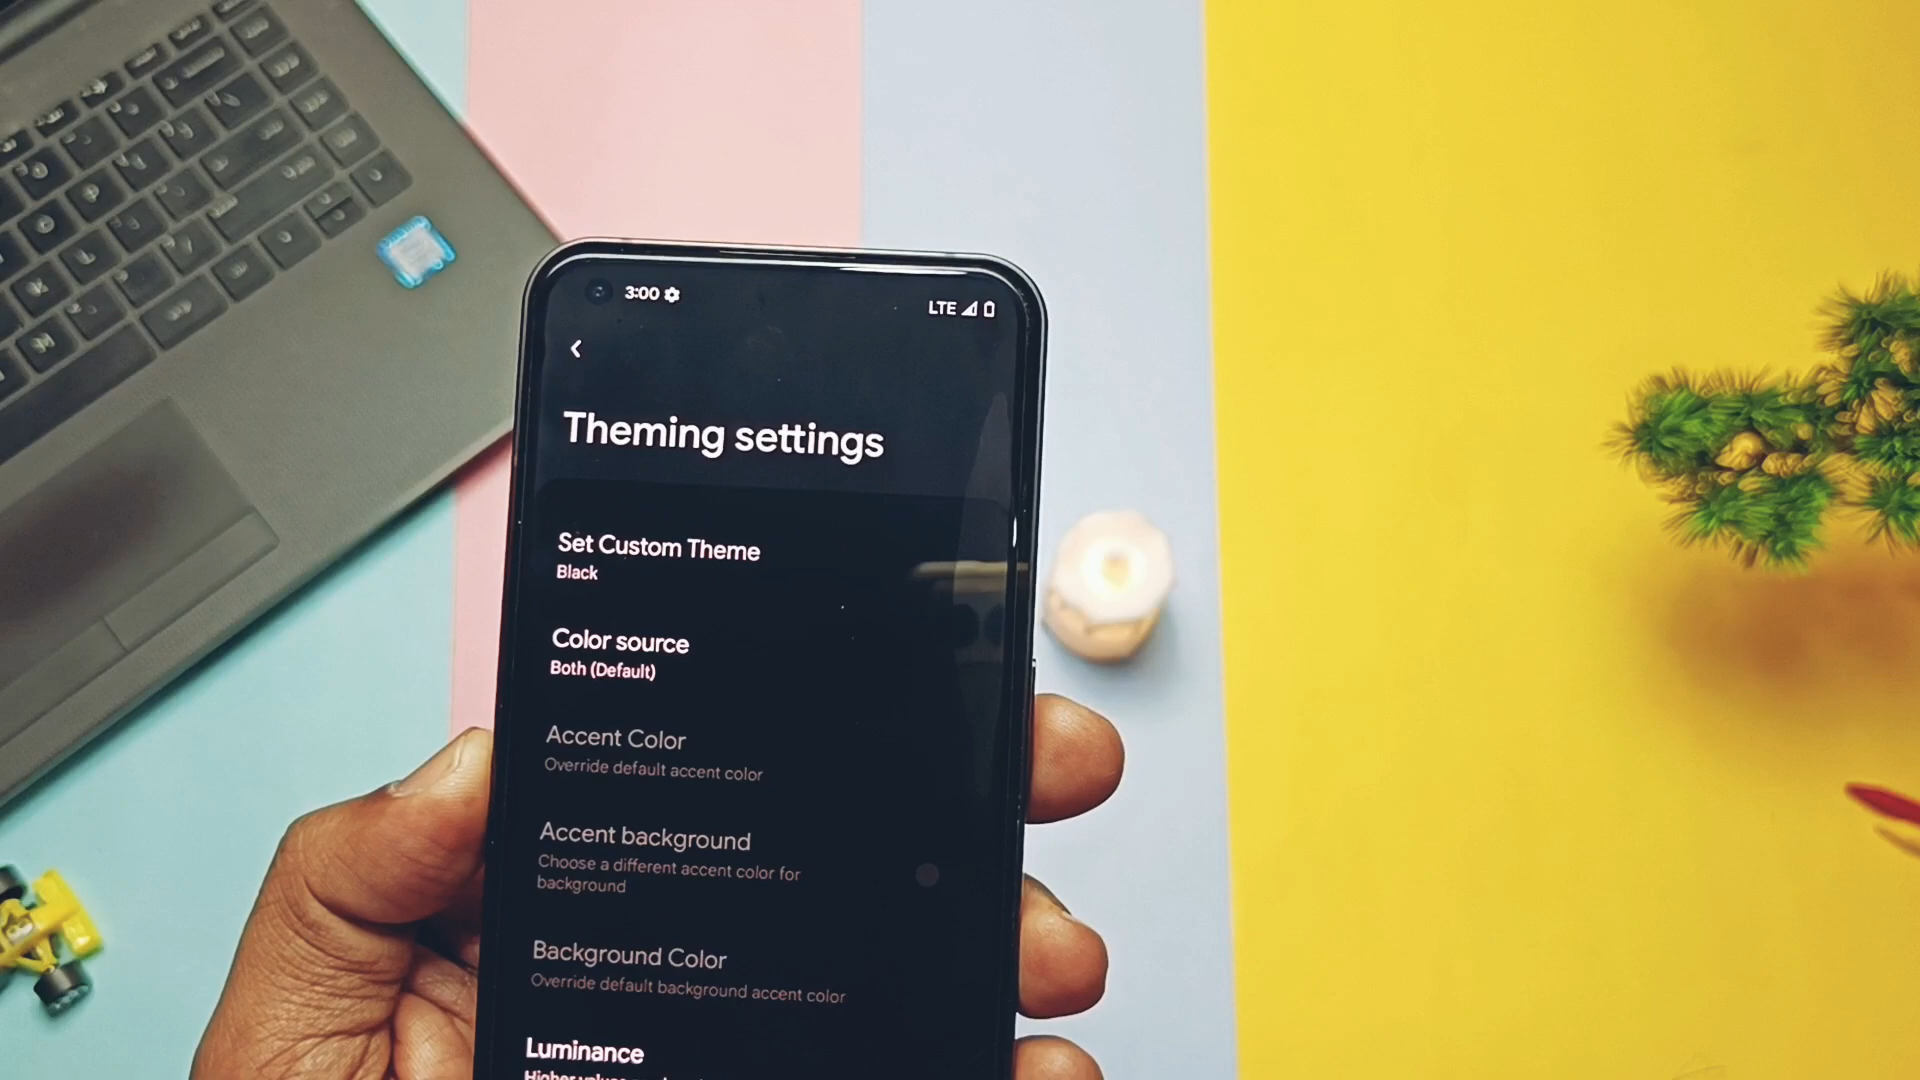 3:00
LTE
Theming settings
Set Custom Theme
Black
Color source
Both (Default)
Accent Color
Override default accent color
Accent background
Choose a different accent color for
background
Background Color
Override default background accent color
Luminance
Higher